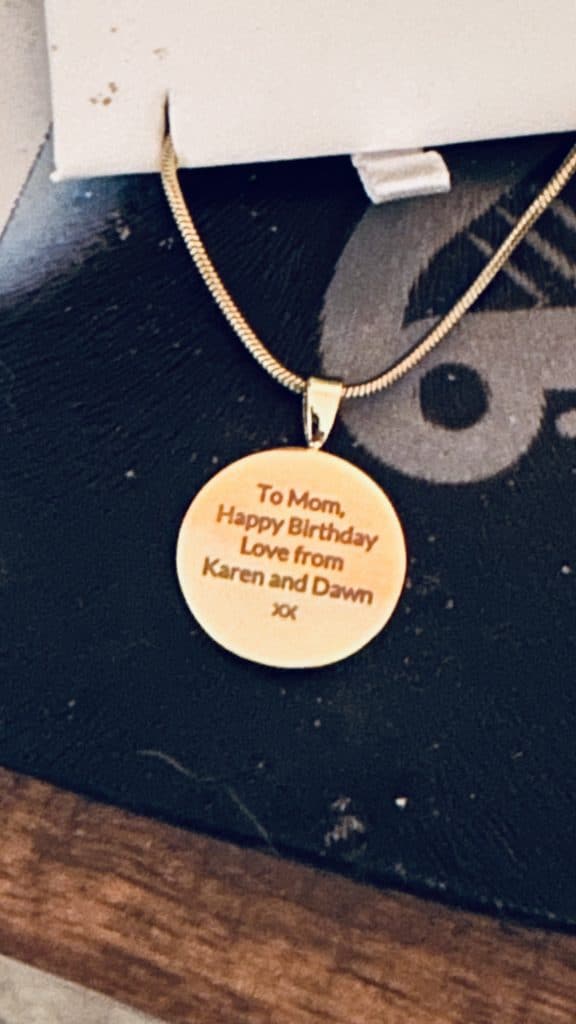 To Mom,
Happy Birthday
Love from
Karen and Dawn
xx